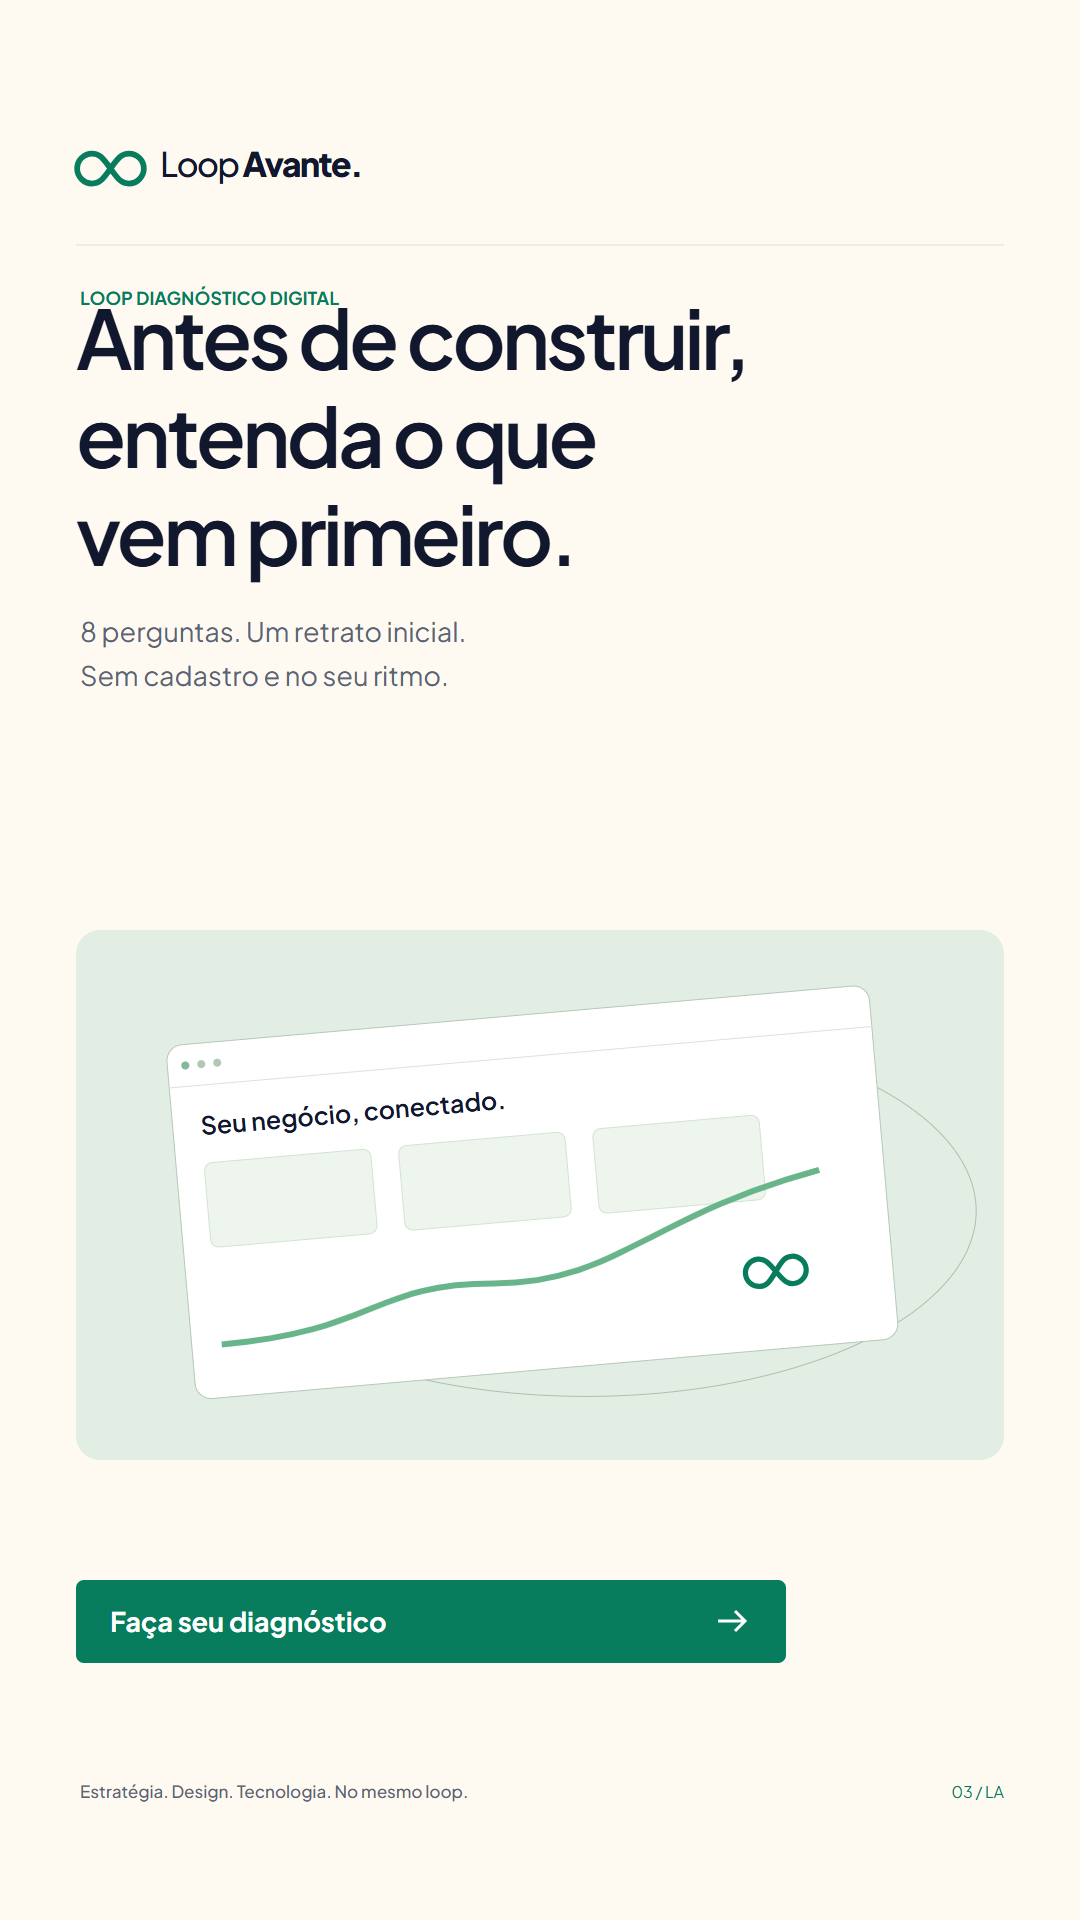 Loop Avante.
LOOP DIAGNÓSTICO DIGITAL
Antes de construir,
entenda o que
vem primeiro.
8 perguntas. Um retrato inicial.
Sem cadastro e no seu ritmo.
Seu negócio, conectado.
Faça seu diagnóstico
Estratégia. Design. Tecnologia. No mesmo loop.
03 / LA